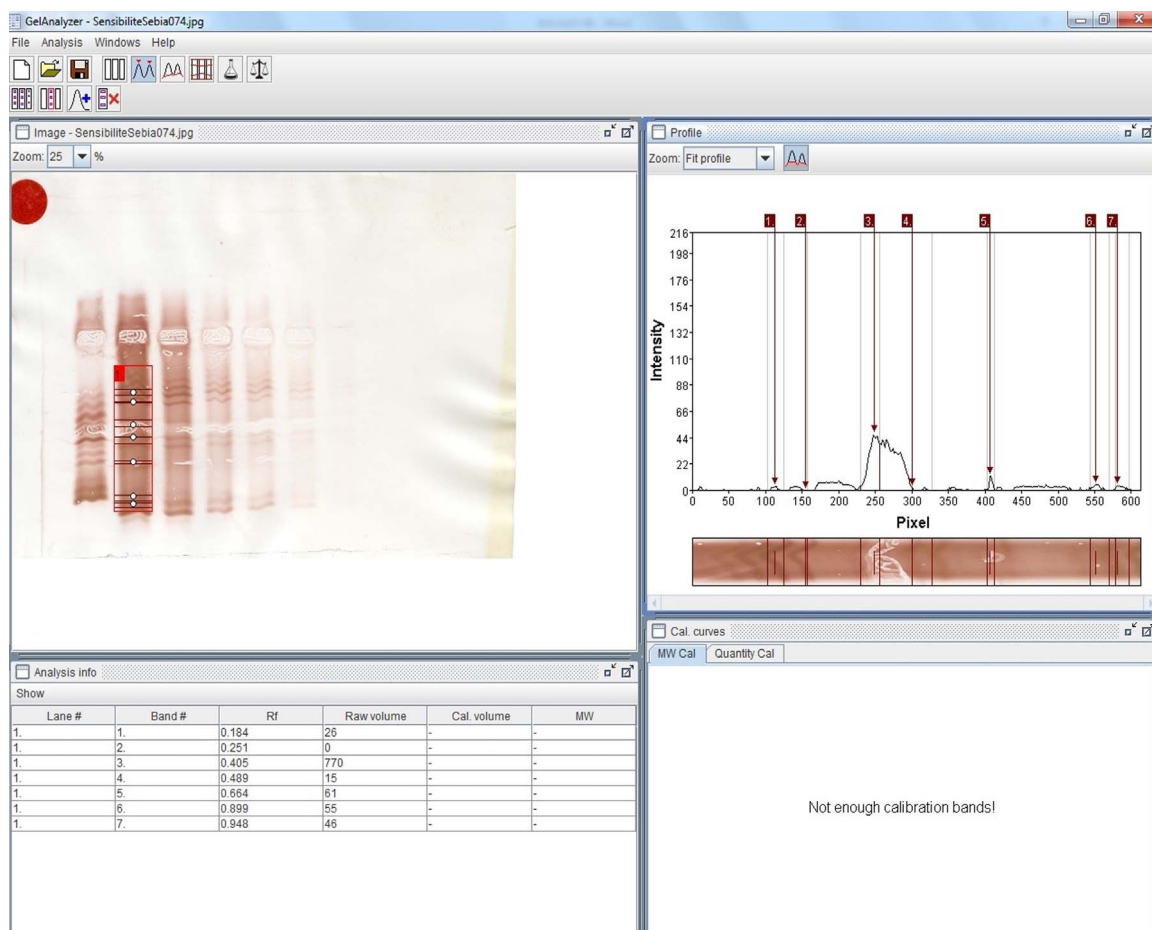 GelAnalyzer - SensibiliteSebia074.jpg
File Analysis Windows Help
Image - SensibiliteSebia074.jpg
Zoom: 25 %
1
Profile
Zoom: Fit profile
1. 2. 3. 4. 5. 6. 7.
216
198
176
154
132
110
88
66
44
22
0
Intensity
0 50 100 150 200 250 300 350 400 450 500 550 600
Pixel
Analysis info
Show
Lane # Band # Rf Raw volume Cal. volume MW
1. 1. 0.184 26 - -
1. 2. 0.251 0 - -
1. 3. 0.405 770 - -
1. 4. 0.489 15 - -
1. 5. 0.664 61 - -
1. 6. 0.899 55 - -
1. 7. 0.948 46 - -
Cal. curves
MW Cal Quantity Cal
Not enough calibration bands!